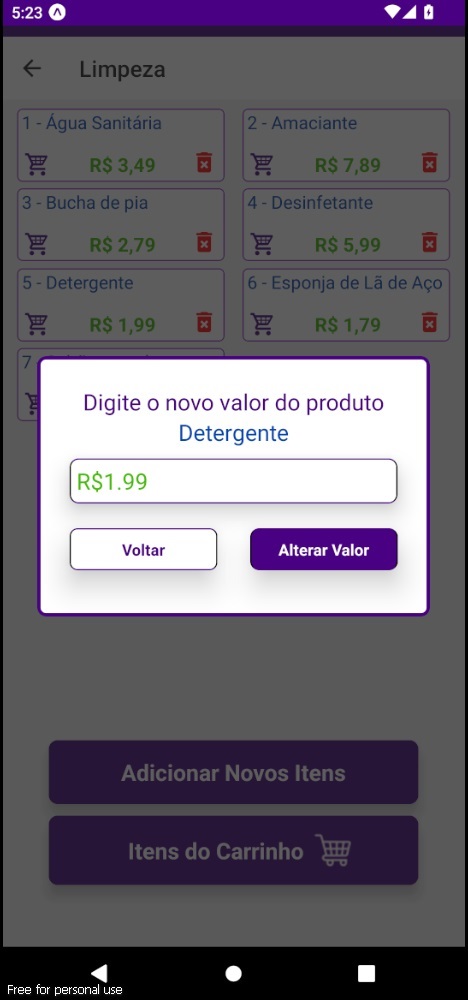 5:23
Limpeza
1 - Água Sanitária
2 - Amaciante
R$ 3,49
R$ 7,89
3 - Bucha de pia
4 - Desinfetante
R$ 2,79
R$ 5,99
5 - Detergente
6 - Esponja de Lã de Aço
R$ 1,99
R$ 1,79
7
Digite o novo valor do produto
Detergente
R$1.99
Voltar
Alterar Valor
Adicionar Novos Itens
Itens do Carrinho
Free for personal use